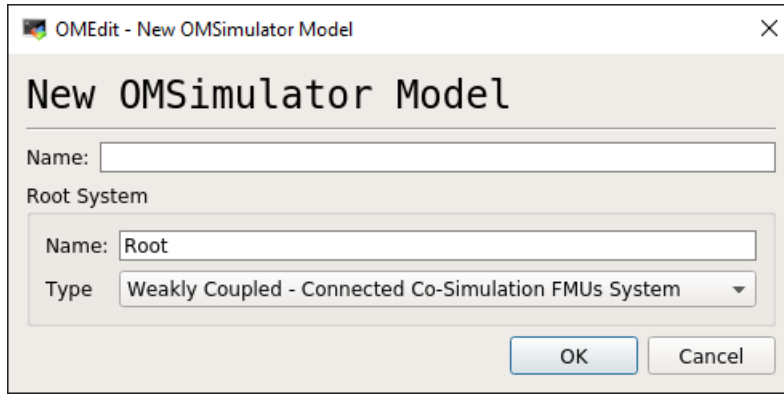 OMEdit - New OMSimulator Model
New OMSimulator Model
Name:
Root System
Name: Root
Type Weakly Coupled - Connected Co-Simulation FMUs System
OK Cancel